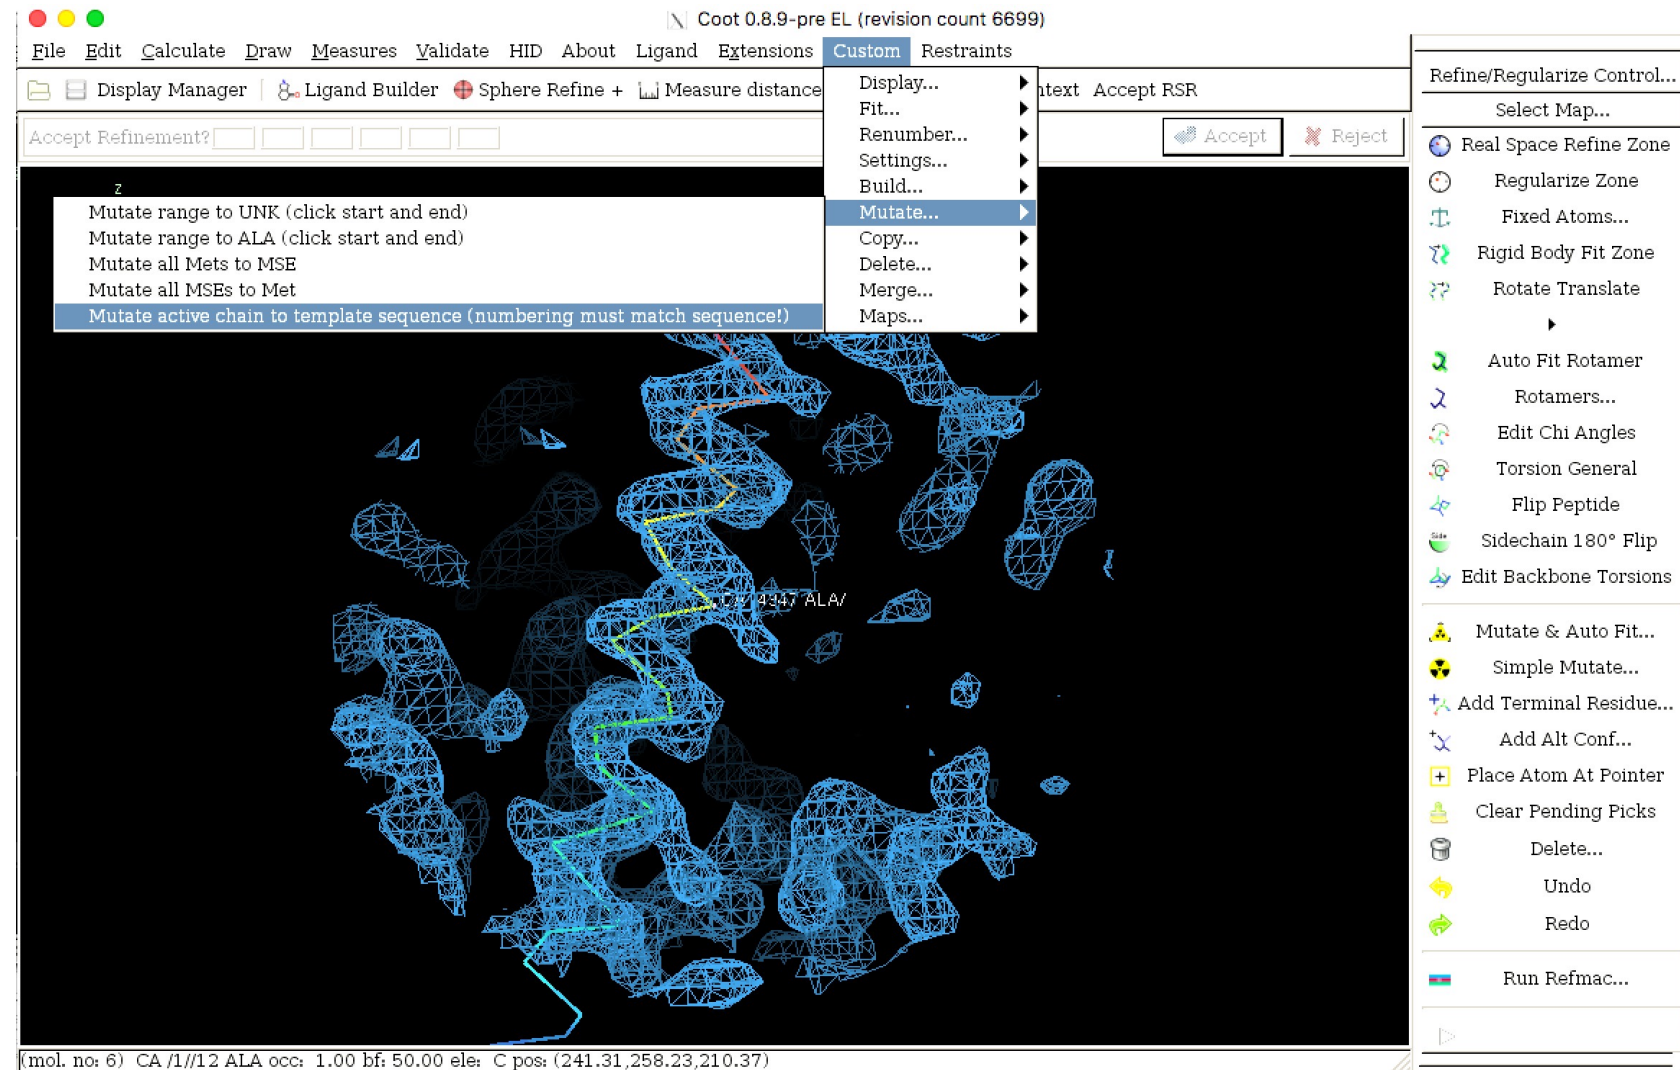 Coot 0.8.9-pre EL (revision count 6699)
File Edit Calculate Draw Measures Validate HID About Ligand Extensions Custom Restraints
Display Manager Ligand Builder Sphere Refine + Measure distance ntext Accept RSR
Accept Refinement? Accept Reject
Display...
Fit...
Renumber...
Settings...
Build...
Mutate...
Copy...
Delete...
Merge...
Maps...
z
Mutate range to UNK (click start and end)
Mutate range to ALA (click start and end)
Mutate all Mets to MSE
Mutate all MSEs to Met
Mutate active chain to template sequence (numbering must match sequence!)
4347 ALA/
Refine/Regularize Control...
Select Map...
Real Space Refine Zone
Regularize Zone
Fixed Atoms...
Rigid Body Fit Zone
Rotate Translate
Auto Fit Rotamer
Rotamers...
Edit Chi Angles
Torsion General
Flip Peptide
Side
Sidechain 180° Flip
Edit Backbone Torsions
Mutate & Auto Fit...
Simple Mutate...
Add Terminal Residue...
Add Alt Conf...
Place Atom At Pointer
Clear Pending Picks
Delete...
Undo
Redo
Run Refmac...
(mol. no: 6) CA /1//12 ALA occ: 1.00 bf: 50.00 ele: C pos: (241.31,258.23,210.37)